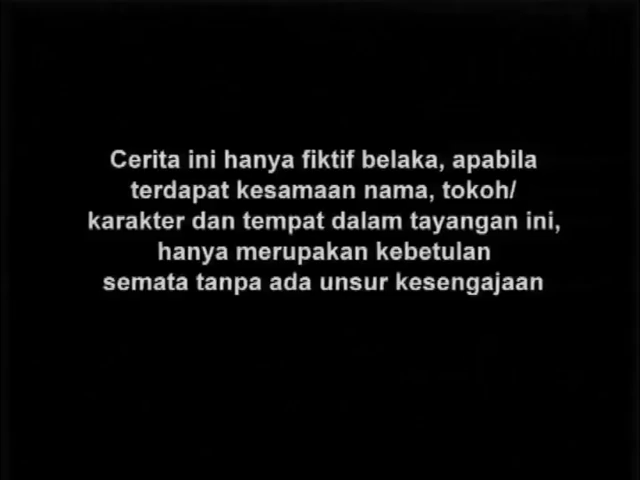 Cerita ini hanya fiktif belaka, apabila
terdapat kesamaan nama, tokoh/
karakter dan tempat dalam tayangan ini,
hanya merupakan kebetulan
semata tanpa ada unsur kesengajaan